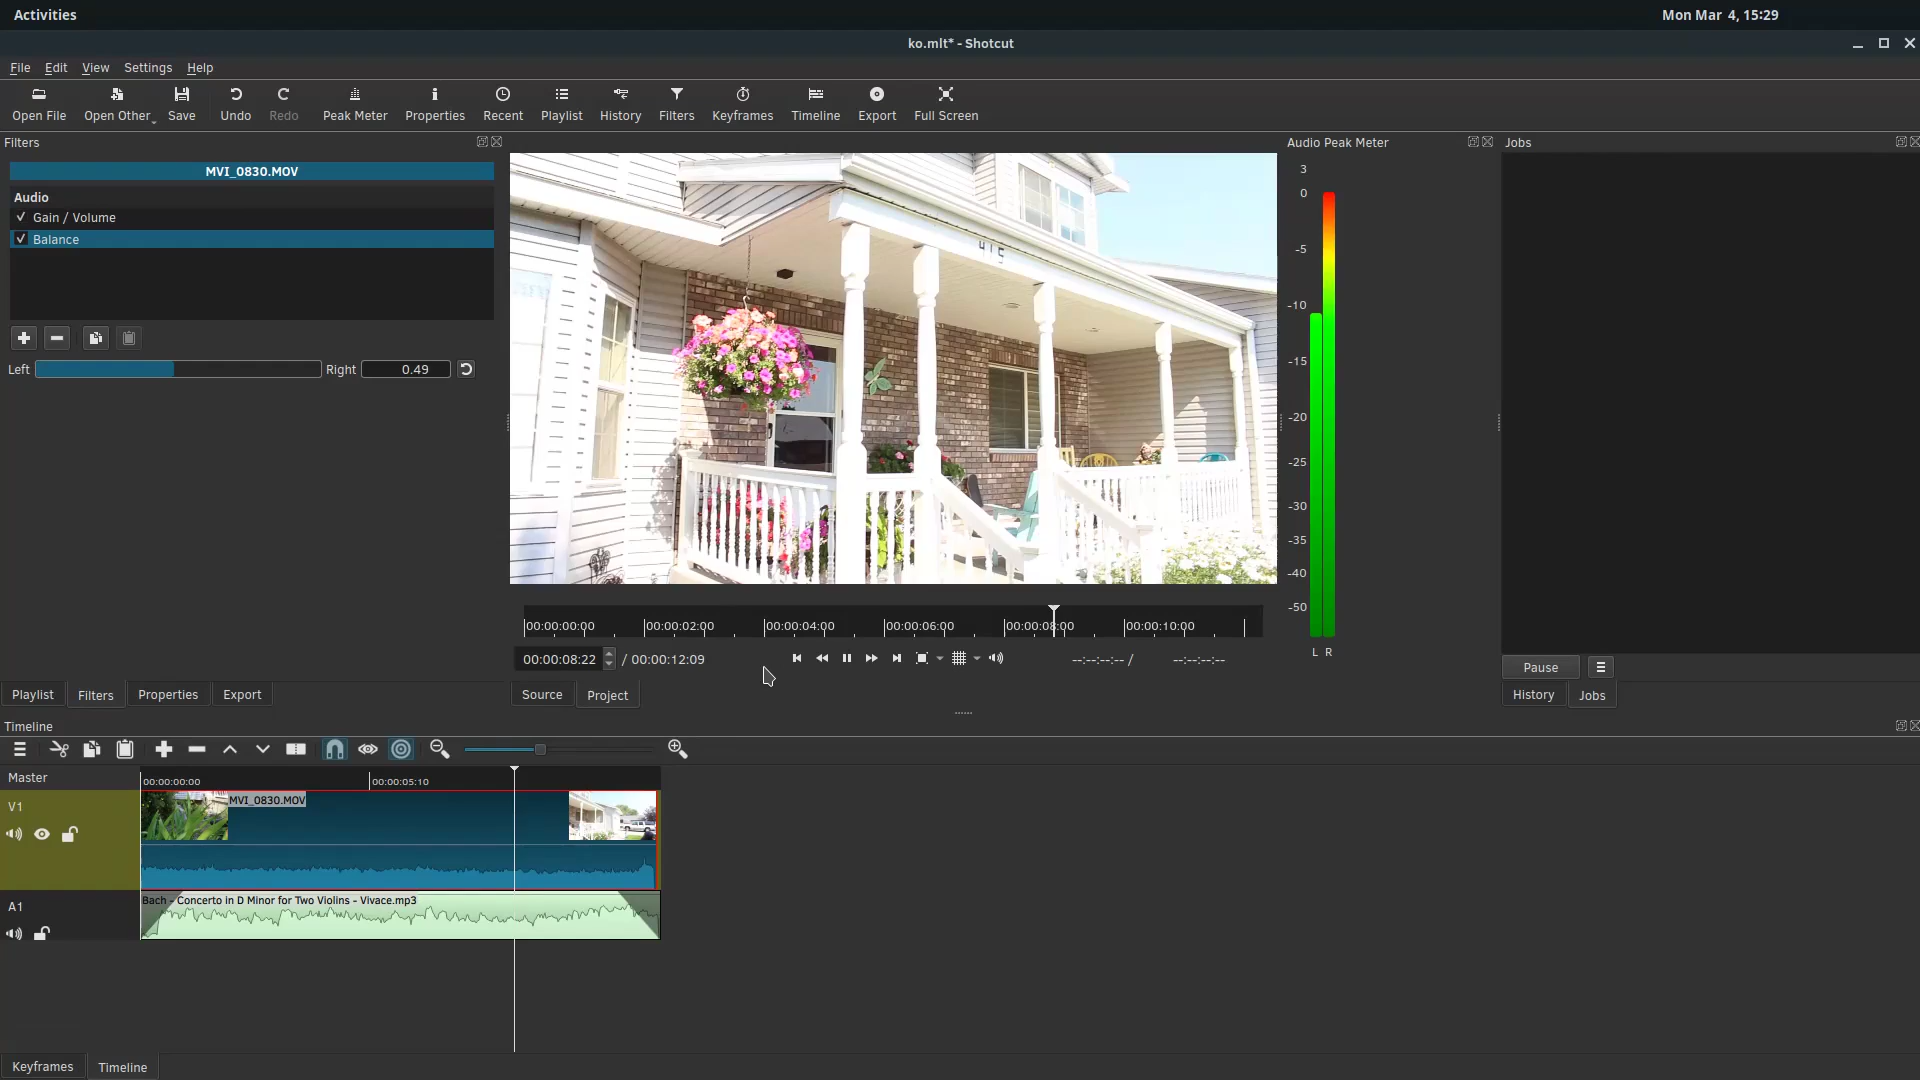 Activities
Mon Mar 4, 15:29
ko.mlt* - Shotcut
File Edit View Settings Help
Open File Open Other Save Undo Redo Peak Meter Properties Recent Playlist History Filters Keyframes Timeline Export Full Screen
Filters
MVI_0830.MOV
Audio
Gain / Volume
Balance
Left Right 0.49
415
00:00:00:00 00:00:02:00 00:00:04:00 00:00:06:00 00:00:08:00 00:00:10:00
00:00:08:22 / 00:00:12:09
--:--:--:-- / --:--:--:--
Playlist Filters Properties Export
Source Project
Audio Peak Meter
3
0
-5
-10
-15
-20
-25
-30
-35
-40
-50
L R
Jobs
Pause
History Jobs
Timeline
Master
00:00:00:00 00:00:05:10
V1
MVI_0830.MOV
A1
Bach - Concerto in D Minor for Two Violins - Vivace.mp3
Keyframes Timeline